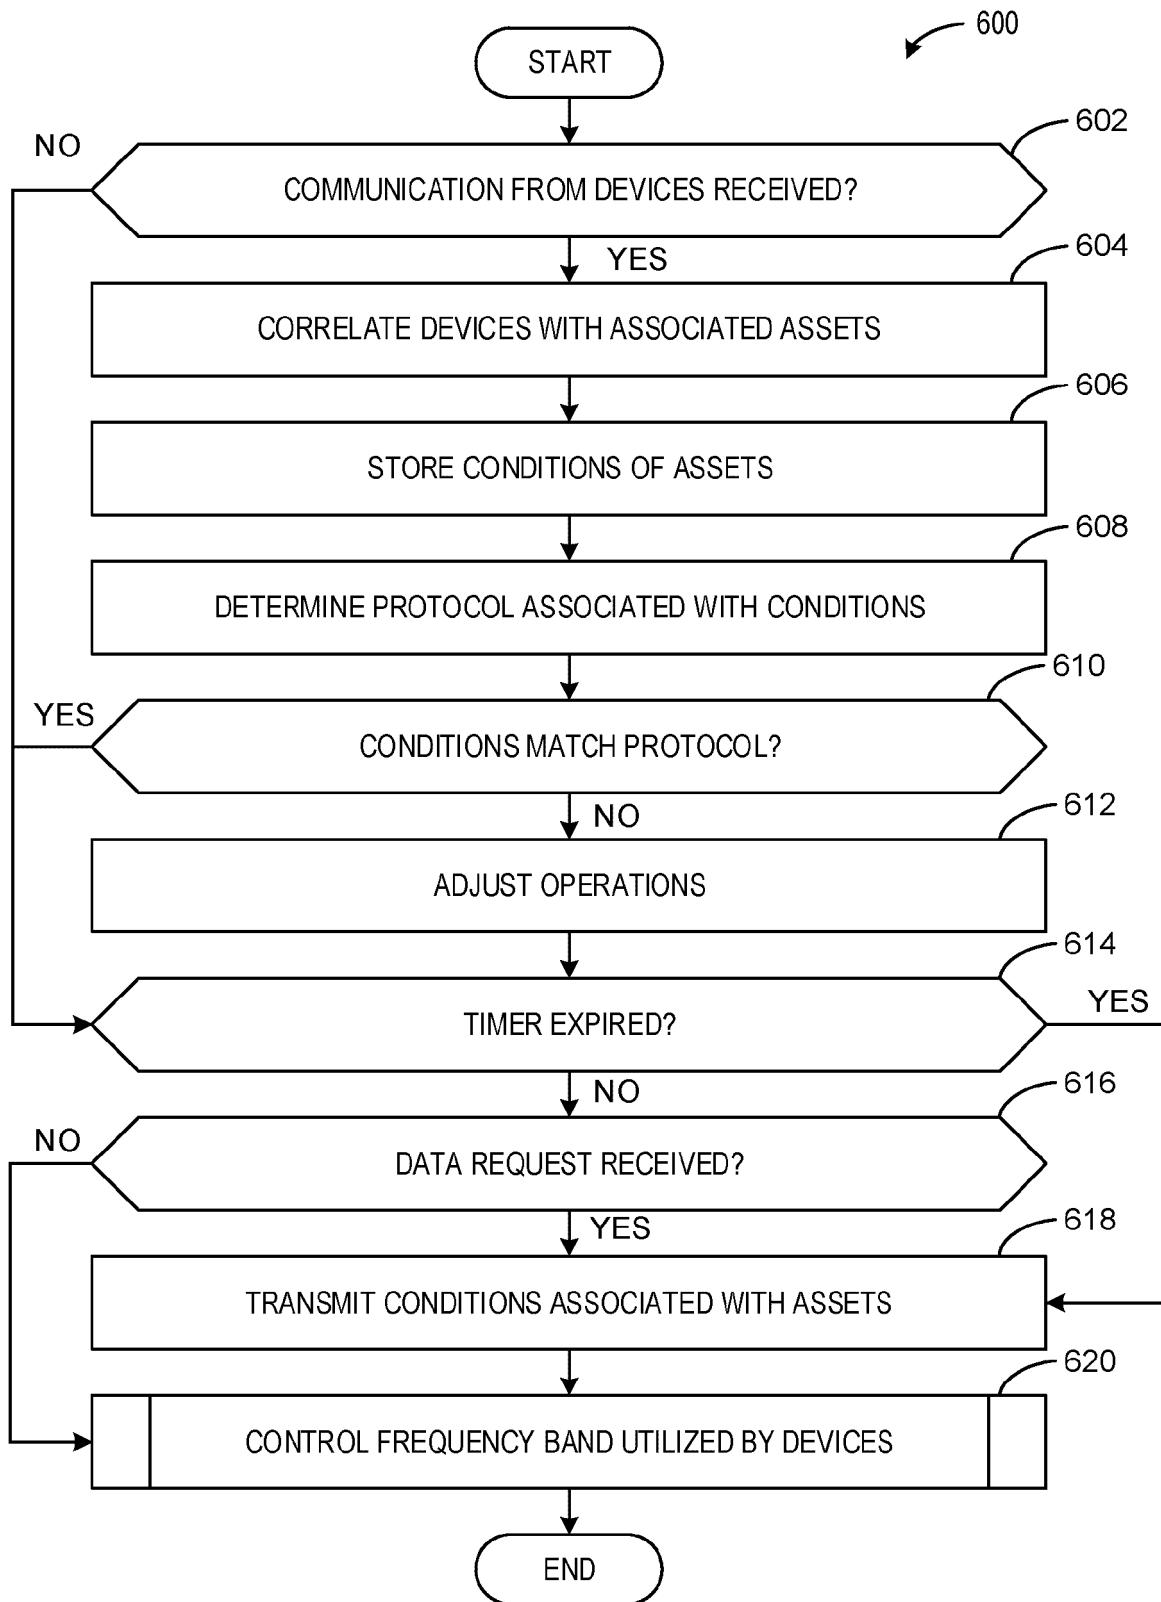 600
START
602
NO
COMMUNICATION FROM DEVICES RECEIVED?
YES
604
CORRELATE DEVICES WITH ASSOCIATED ASSETS
606
STORE CONDITIONS OF ASSETS
608
DETERMINE PROTOCOL ASSOCIATED WITH CONDITIONS
610
YES
CONDITIONS MATCH PROTOCOL?
NO
612
ADJUST OPERATIONS
614
TIMER EXPIRED?
YES
NO
616
NO
DATA REQUEST RECEIVED?
YES
618
TRANSMIT CONDITIONS ASSOCIATED WITH ASSETS
620
CONTROL FREQUENCY BAND UTILIZED BY DEVICES
END